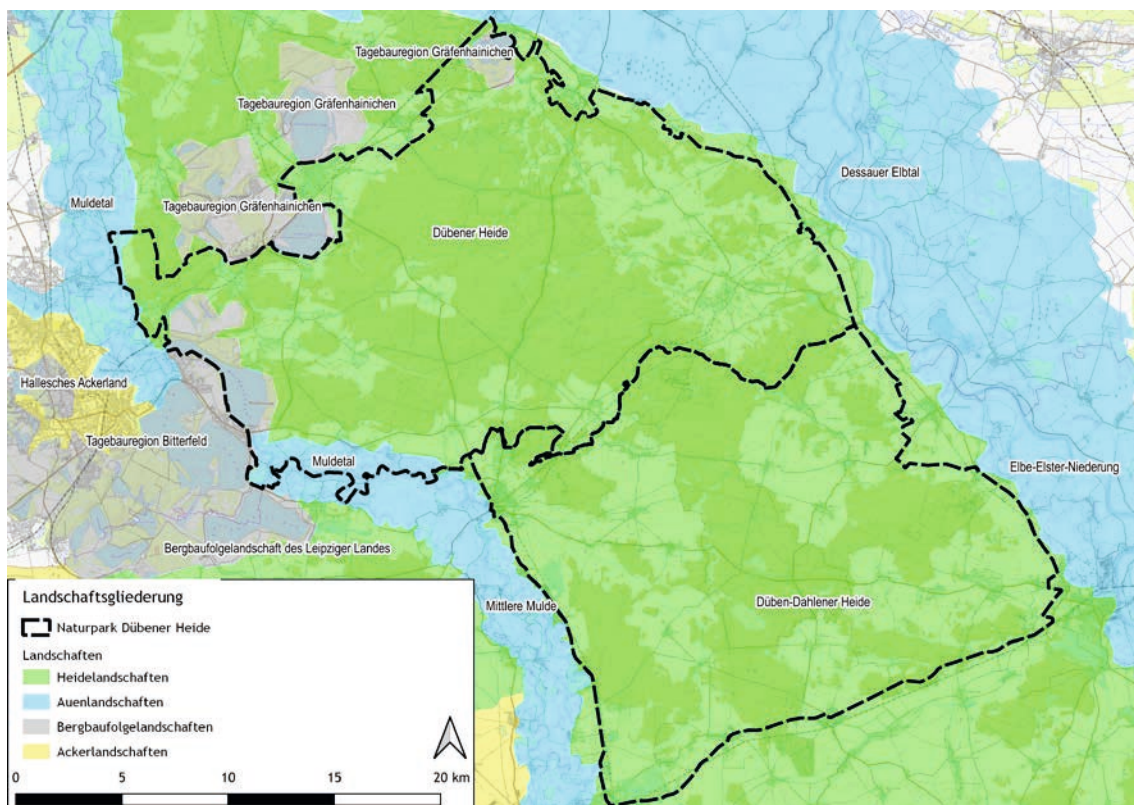 Tagebauregion Gräfenhainichen
Tagebauregion Gräfenhainichen
Dessauer Elbtal
Muldetal
Tagebauregion Gräfenhainichen
Dübener Heide
Hallesches Ackerland
Tagebauregion Bitterfeld
Muldetal
Elbe-Elster-Niederung
Bergbaufolgelandschaft des Leipziger Landes
Mittlere Mulde
Düben-Dahlener Heide
Landschaftsgliederung
Naturpark Dübener Heide
Landschaften
Heidelandschaften
Auenlandschaften
Bergbaufolgelandschaften
Ackerlandschaften
0 5 10 15 20 km